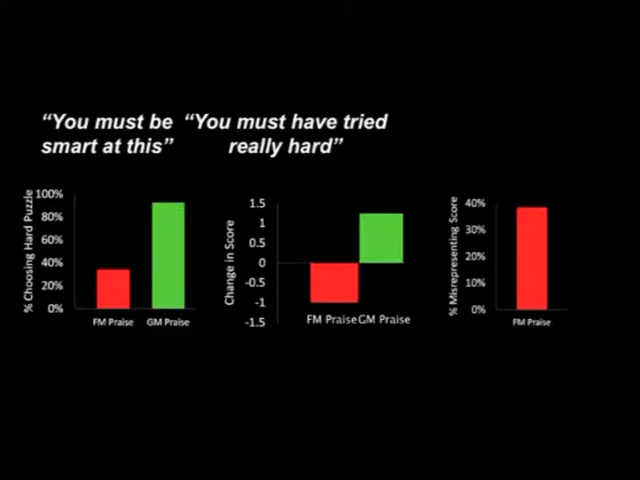 “You must be
smart at this”
“You must have tried
really hard”
% Choosing Hard Puzzle
100%
80%
60%
40%
20%
0%
FM Praise
GM Praise
Change in Score
1.5
1
0.5
0
-0.5
-1
-1.5
FM Praise
GM Praise
% Misrepresenting Score
40%
30%
20%
10%
0%
FM Praise